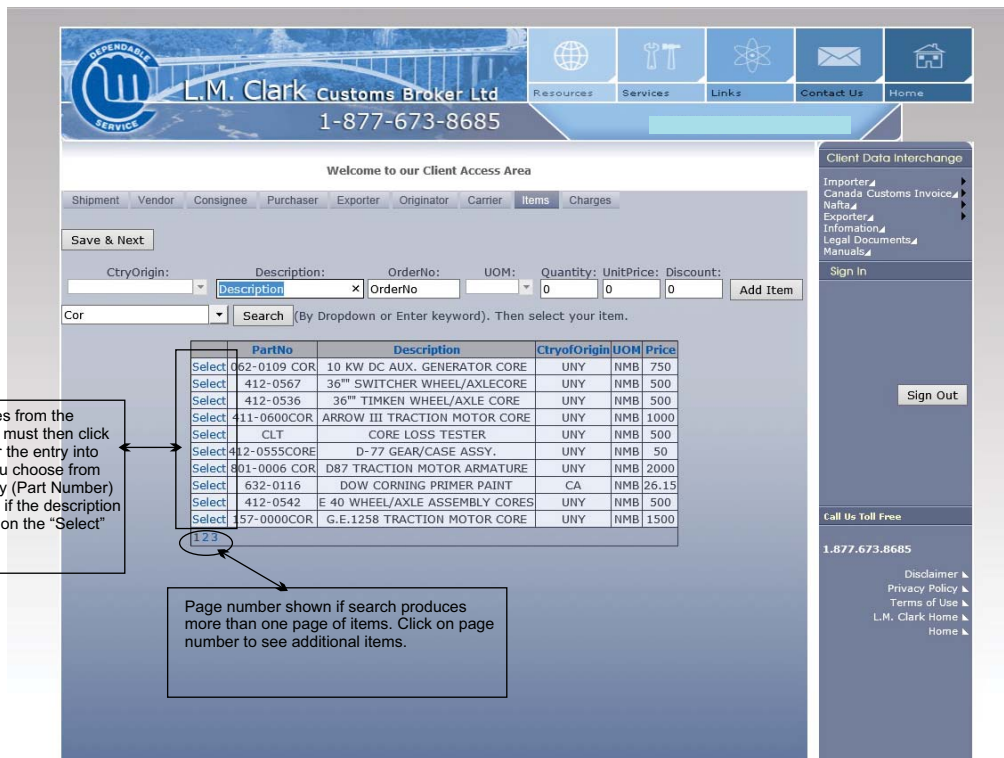 DEPENDABLE
SERVICE
L.M. Clark Customs Broker Ltd
1-877-673-8685
Resources Services Links Contact Us Home
Welcome to our Client Access Area
Shipment Vendor Consignee Purchaser Exporter Originator Carrier Items Charges
Save & Next
CtryOrigin: Description: OrderNo: UOM: Quantity: UnitPrice: Discount:
Description × OrderNo 0 0 0 Add Item
Cor Search (By Dropdown or Enter keyword). Then select your item.
PartNo Description CtryofOrigin UOM Price
Select 062-0109 COR 10 KW DC AUX. GENERATOR CORE UNY NMB 750
Select 412-0567 36"" SWITCHER WHEEL/AXLECORE UNY NMB 500
Select 412-0536 36"" TIMKEN WHEEL/AXLE CORE UNY NMB 500
Select 411-0600COR ARROW III TRACTION MOTOR CORE UNY NMB 1000
Select CLT CORE LOSS TESTER UNY NMB 500
Select 412-0555CORE D-77 GEAR/CASE ASSY. UNY NMB 50
Select 801-0006 COR D87 TRACTION MOTOR ARMATURE UNY NMB 2000
Select 632-0116 DOW CORNING PRIMER PAINT CA NMB 26.15
Select 412-0542 E 40 WHEEL/AXLE ASSEMBLY CORES UNY NMB 500
Select 157-0000COR G.E.1258 TRACTION MOTOR CORE UNY NMB 1500
123
es from the
must then click
r the entry into
u choose from
y (Part Number)
if the description
on the “Select”
Page number shown if search produces
more than one page of items. Click on page
number to see additional items.
Client Data Interchange
Importer
Canada Customs Invoice
Nafta
Exporter
Infomation
Legal Documents
Manuals
Sign In
Sign Out
Call Us Toll Free
1.877.673.8685
Disclaimer
Privacy Policy
Terms of Use
L.M. Clark Home
Home